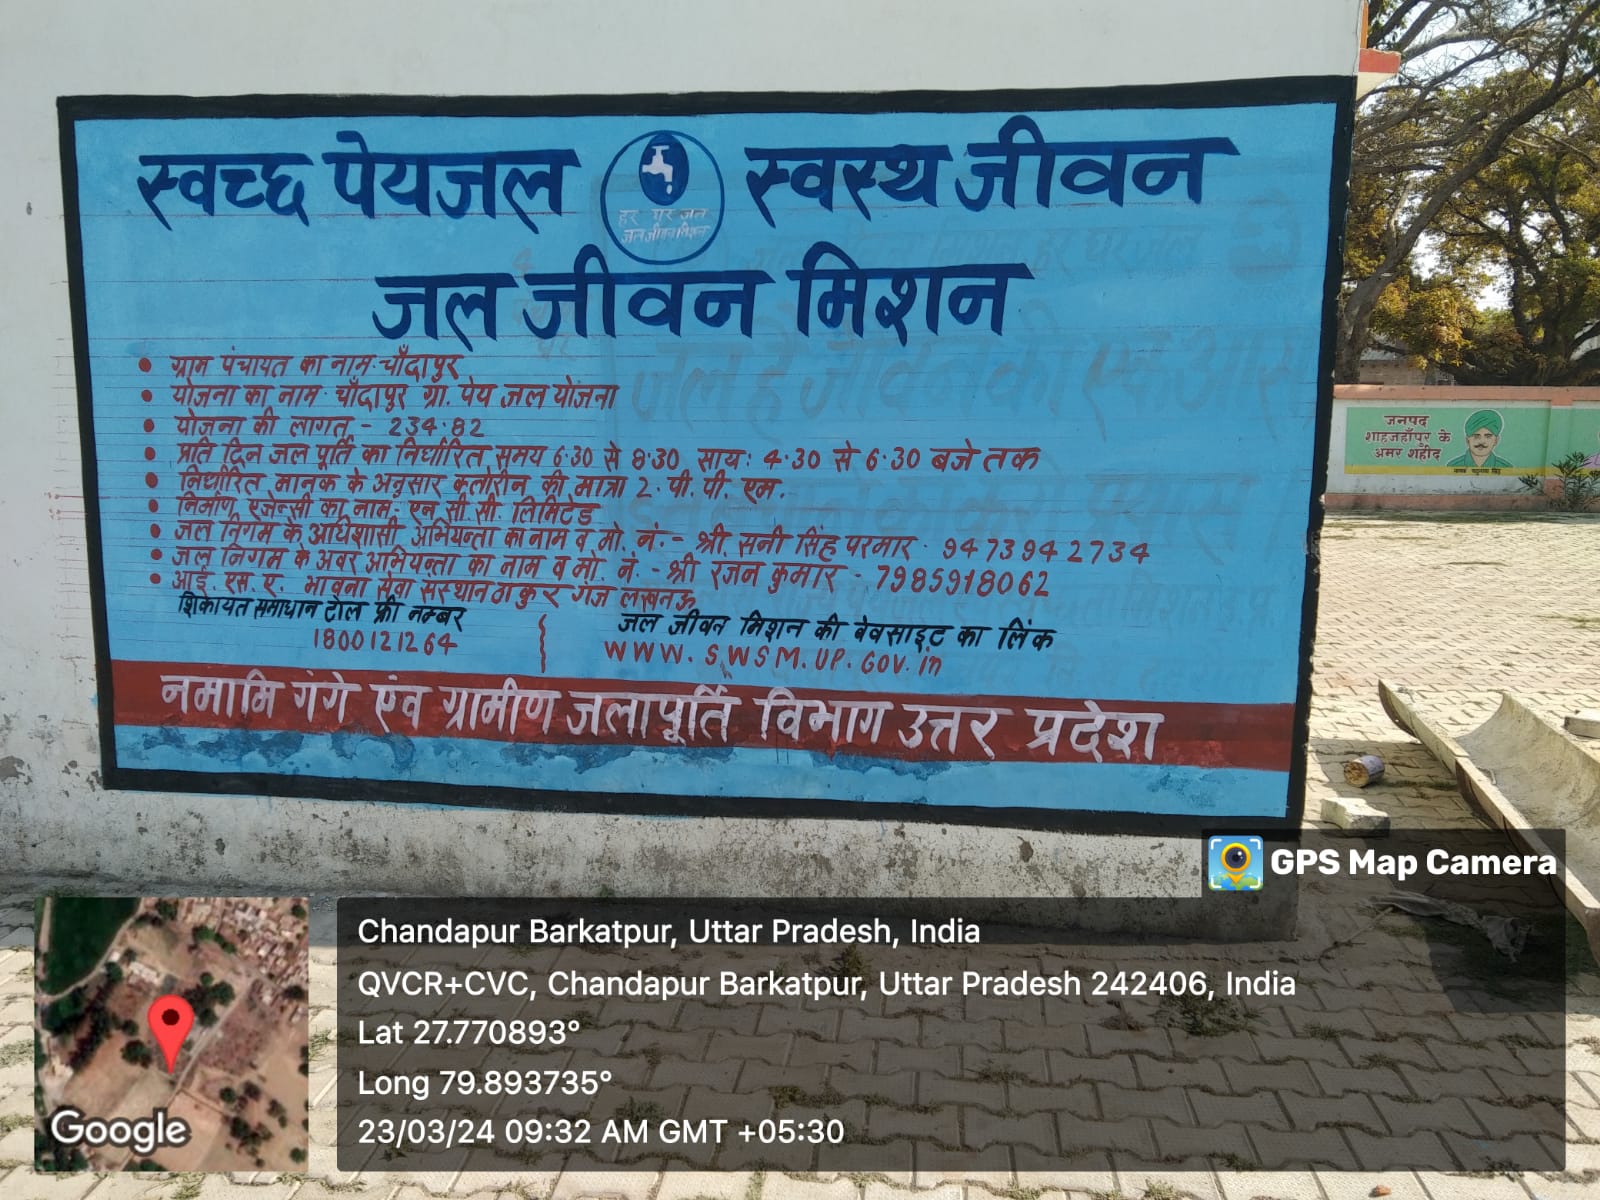 स्वच्छ पेयजल स्वस्थ जीवन
हर घर जल
जल जीवन मिशन
जल जीवन मिशन
• ग्राम पंचायत का नाम - चाँदापुर
• योजना का नाम - चाँदापुर ग्रा. पेय जल योजना
• योजना की लागत - 234.82
• प्रति दिन जल पूर्ति का निर्धारित समय 6.30 से 8.30 साय: 4.30 से 6.30 बजे तक
• निर्धारित मानक के अनुसार क्लोरीन की मात्रा 2. पी. पी. एम.
• निर्माण एजेन्सी का नाम- एन सी सी लिमिटेड
• जल निगम के अधिशासी अभियन्ता का नाम व मो. नं. - श्री. सनी सिंह परमार - 9473942734
• जल निगम के अवर अभियन्ता का नाम व मो. नं. - श्री रंजन कुमार - 7985918062
• आई. एस. ए. भावना सेवा संस्थान ठाकुर गंज लखनऊ
शिकायत समाधान टोल फ्री नम्बर
1800121264
जल जीवन मिशन की वेवसाइट का लिंक
WWW.SWSM.UP.GOV.in
नमामि गंगे एंव ग्रामीण जलापूर्ति विभाग उत्तर प्रदेश
जनपद
शाहजहाँपुर के
अमर शहीद
GPS Map Camera
Chandapur Barkatpur, Uttar Pradesh, India
QVCR+CVC, Chandapur Barkatpur, Uttar Pradesh 242406, India
Lat 27.770893°
Long 79.893735°
23/03/24 09:32 AM GMT +05:30
Google